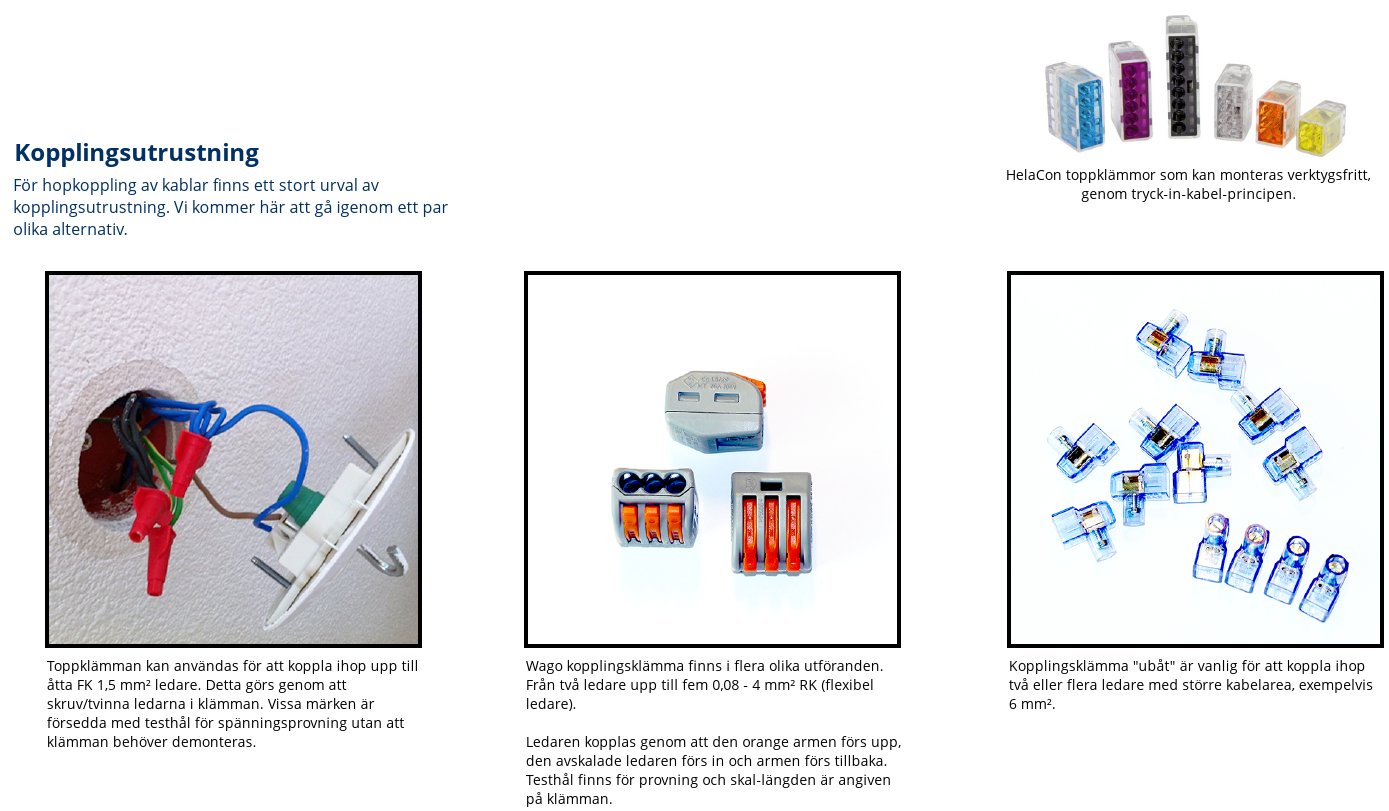 HelaCon toppklämmor som kan monteras verktygsfritt,
genom tryck-in-kabel-principen.
Kopplingsutrustning
För hopkoppling av kablar finns ett stort urval av
kopplingsutrustning. Vi kommer här att gå igenom ett par
olika alternativ.
Toppklämman kan användas för att koppla ihop upp till
åtta FK 1,5 mm² ledare. Detta görs genom att
skruv/tvinna ledarna i klämman. Vissa märken är
försedda med testhål för spänningsprovning utan att
klämman behöver demonteras.
Wago kopplingsklämma finns i flera olika utföranden.
Från två ledare upp till fem 0,08 - 4 mm² RK (flexibel
ledare).
Ledaren kopplas genom att den orange armen förs upp,
den avskalade ledaren förs in och armen förs tillbaka.
Testhål finns för provning och skal-längden är angiven
på klämman.
Kopplingsklämma "ubåt" är vanlig för att koppla ihop
två eller flera ledare med större kabelarea, exempelvis
6 mm².